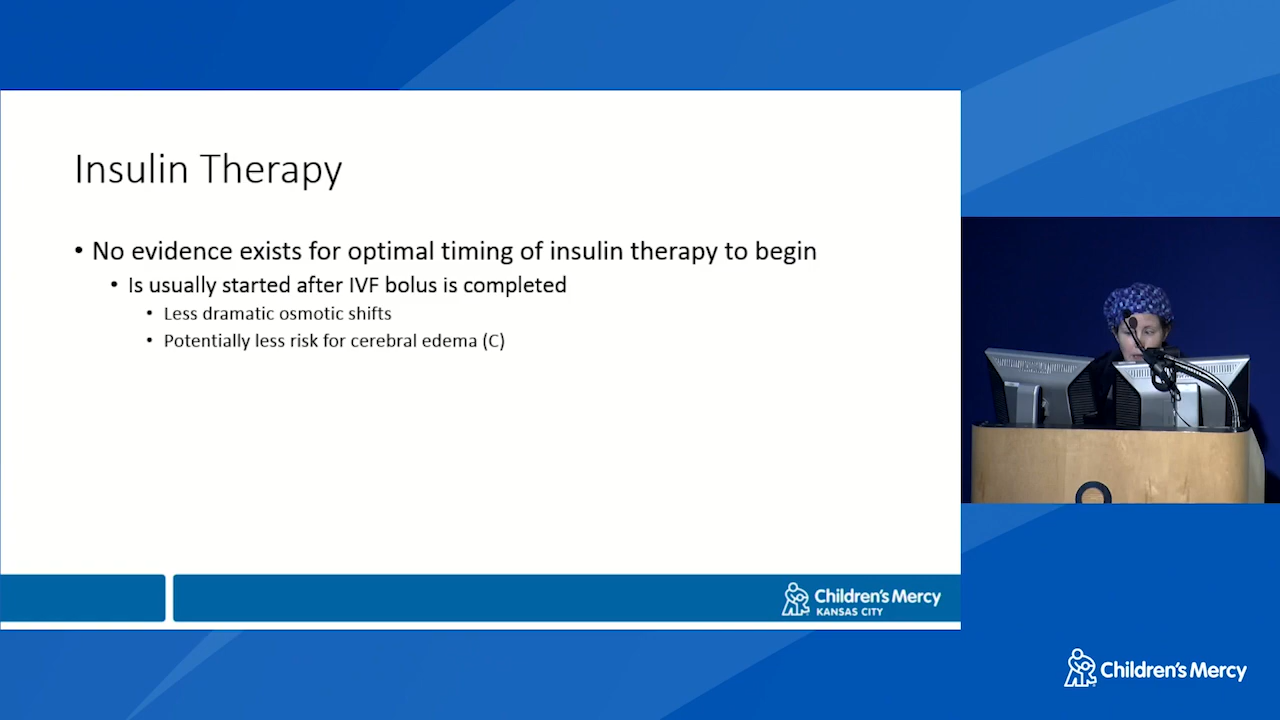 Insulin Therapy
• No evidence exists for optimal timing of insulin therapy to begin
• Is usually started after IVF bolus is completed
• Less dramatic osmotic shifts
• Potentially less risk for cerebral edema (C)
Children's Mercy
KANSAS CITY
Children's Mercy